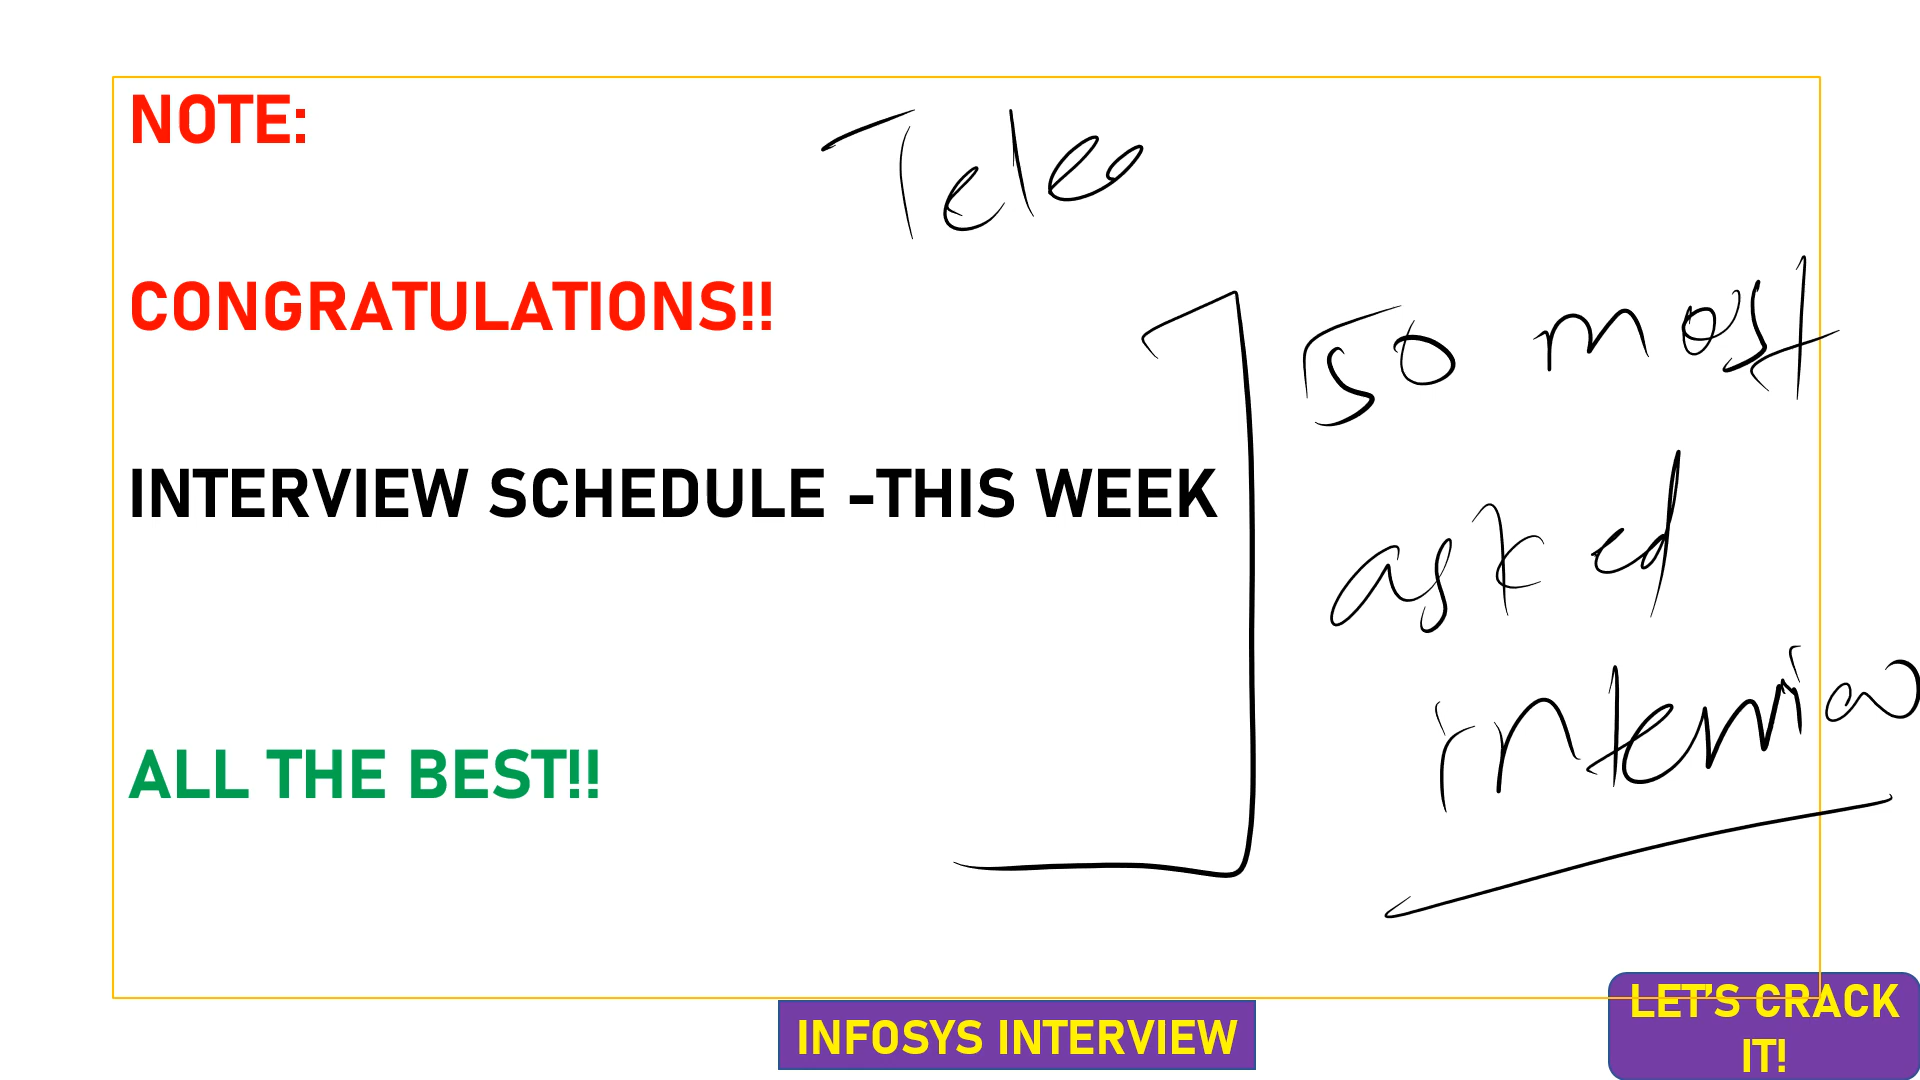 NOTE:
Tele
CONGRATULATIONS!!
50 most
INTERVIEW SCHEDULE -THIS WEEK
asked
interview
ALL THE BEST!!
INFOSYS INTERVIEW
LET'S CRACK
IT!